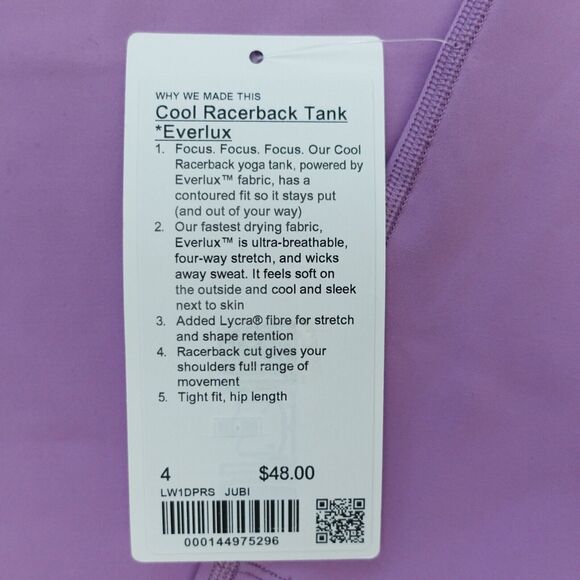 WHY WE MADE THIS
Cool Racerback Tank
*Everlux
1. Focus. Focus. Focus. Our Cool
Racerback yoga tank, powered by
Everlux™ fabric, has a
contoured fit so it stays put
(and out of your way)
2. Our fastest drying fabric,
Everlux™ is ultra-breathable,
four-way stretch, and wicks
away sweat. It feels soft on
the outside and cool and sleek
next to skin
3. Added Lycra® fibre for stretch
and shape retention
4. Racerback cut gives your
shoulders full range of
movement
5. Tight fit, hip length
4 $48.00
LW1DPRS JUBI
000144975296